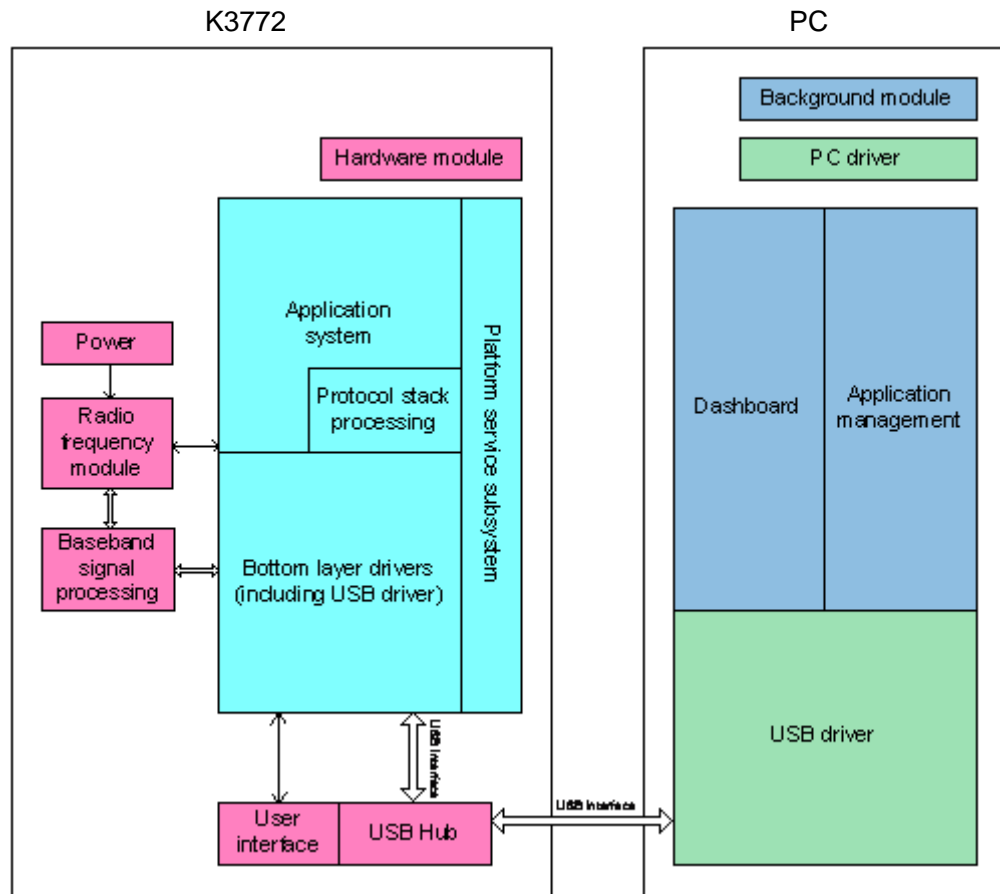 K3772
PC
Background module
Hardware module
PC driver
Application
system
Platform service subsystem
Power
Protocol stack
processing
Radio
frequency
module
Dashboard
Application
management
Baseband
signal
processing
Bottom layer drivers
(including USB driver)
USB Interface
USB driver
USB Interface
User
interface
USB Hub